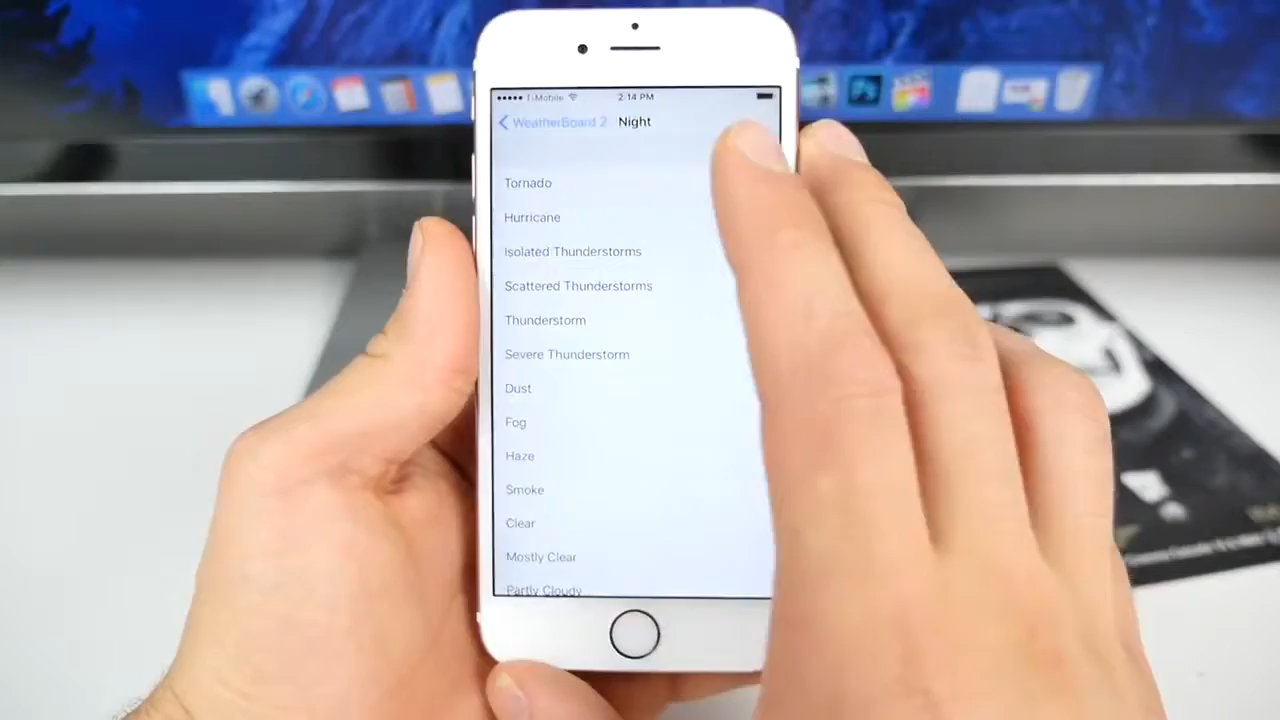 T-Mobile 2:14 PM
WeatherBoard 2 Night
Tornado
Hurricane
Isolated Thunderstorms
Scattered Thunderstorms
Thunderstorm
Severe Thunderstorm
Dust
Fog
Haze
Smoke
Clear
Mostly Clear
Partly Cloudy
Ps